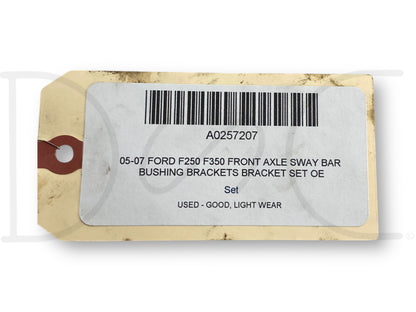 A0257207
05-07 FORD F250 F350 FRONT AXLE SWAY BAR
BUSHING BRACKETS BRACKET SET OE
Set
USED - GOOD, LIGHT WEAR